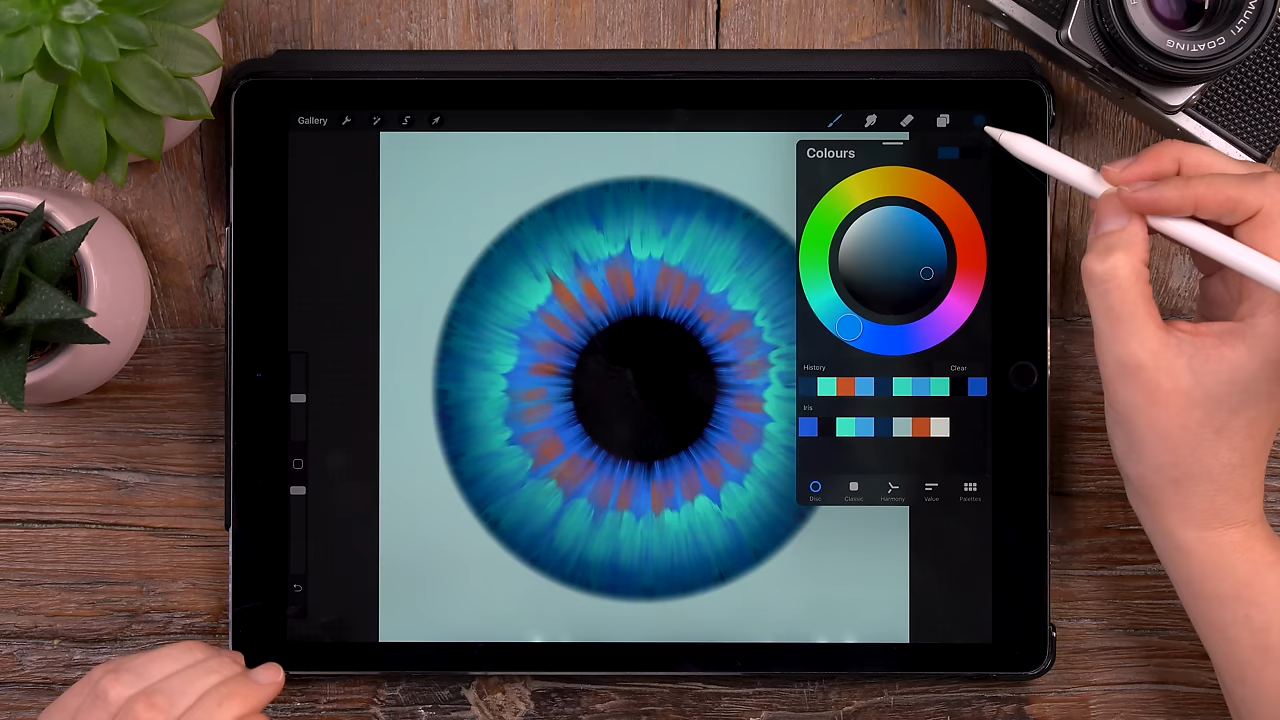 MULTI COATING
Gallery
Colours
History
Clear
Iris
Disc
Classic
Harmony
Value
Palettes